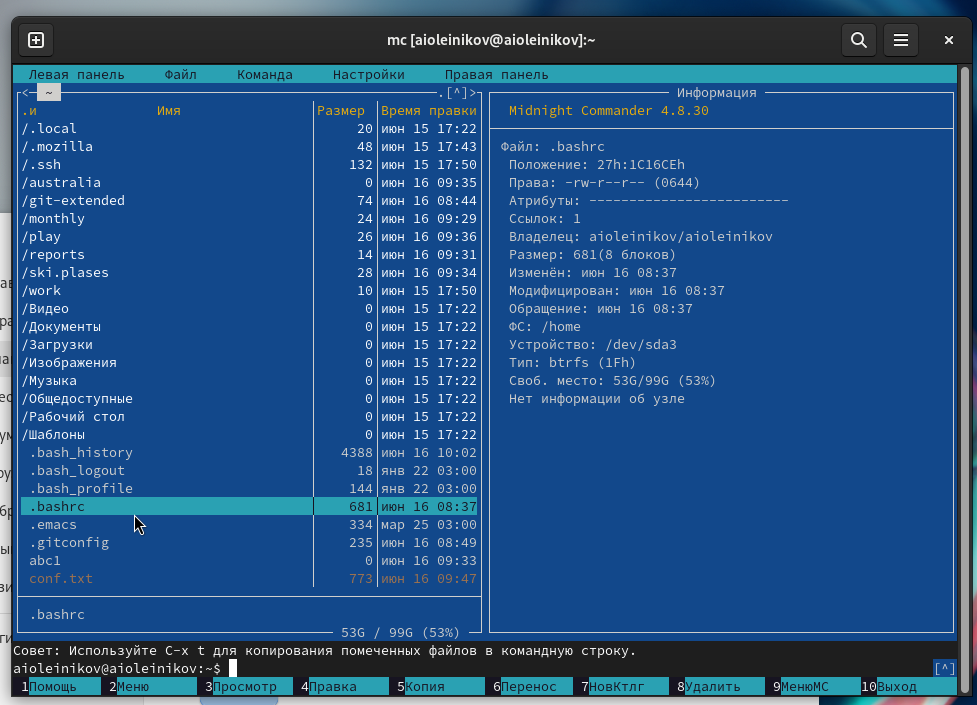 mc [aioleinikov@aioleinikov]:~
Левая панель Файл Команда Настройки Правая панель
<─ ~ .[^]>
.и Имя Размер Время правки
/.local 20 июн 15 17:22
/.mozilla 48 июн 15 17:43
/.ssh 132 июн 15 17:50
/australia 0 июн 16 09:35
/git-extended 74 июн 16 08:44
/monthly 24 июн 16 09:29
/play 26 июн 16 09:36
/reports 14 июн 16 09:31
/ski.plases 28 июн 16 09:34
/work 10 июн 15 17:50
/Видео 0 июн 15 17:22
/Документы 0 июн 15 17:22
/Загрузки 0 июн 15 17:22
/Изображения 0 июн 15 17:22
/Музыка 0 июн 15 17:22
/Общедоступные 0 июн 15 17:22
/Рабочий стол 0 июн 15 17:22
/Шаблоны 0 июн 15 17:22
.bash_history 4388 июн 16 10:02
.bash_logout 18 янв 22 03:00
.bash_profile 144 янв 22 03:00
.bashrc 681 июн 16 08:37
.emacs 334 мар 25 03:00
.gitconfig 235 июн 16 08:49
abc1 0 июн 16 09:33
conf.txt 773 июн 16 09:47
.bashrc
53G / 99G (53%)
Информация
Midnight Commander 4.8.30
Файл: .bashrc
Положение: 27h:1C16CEh
Права: -rw-r--r-- (0644)
Атрибуты: -------------------------
Ссылок: 1
Владелец: aioleinikov/aioleinikov
Размер: 681(8 блоков)
Изменён: июн 16 08:37
Модифицирован: июн 16 08:37
Обращение: июн 16 08:37
ФС: /home
Устройство: /dev/sda3
Тип: btrfs (1Fh)
Своб. место: 53G/99G (53%)
Нет информации об узле
Совет: Используйте C-x t для копирования помеченных файлов в командную строку.
aioleinikov@aioleinikov:~$ [^]
1Помощь 2Меню 3Просмотр 4Правка 5Копия 6Перенос 7НовКтлг 8Удалить 9МенюМС 10Выход